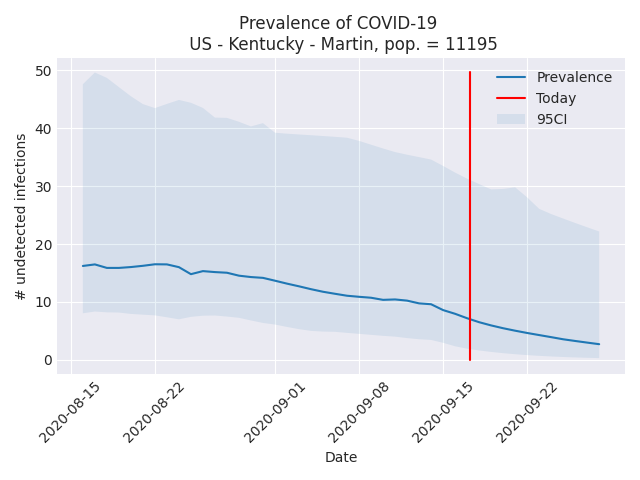 Prevalence of COVID-19
US - Kentucky - Martin, pop. = 11195
Prevalence
Today
95CI
# undetected infections
50
40
30
20
10
0
2020-08-15
2020-08-22
2020-09-01
2020-09-08
2020-09-15
2020-09-22
Date